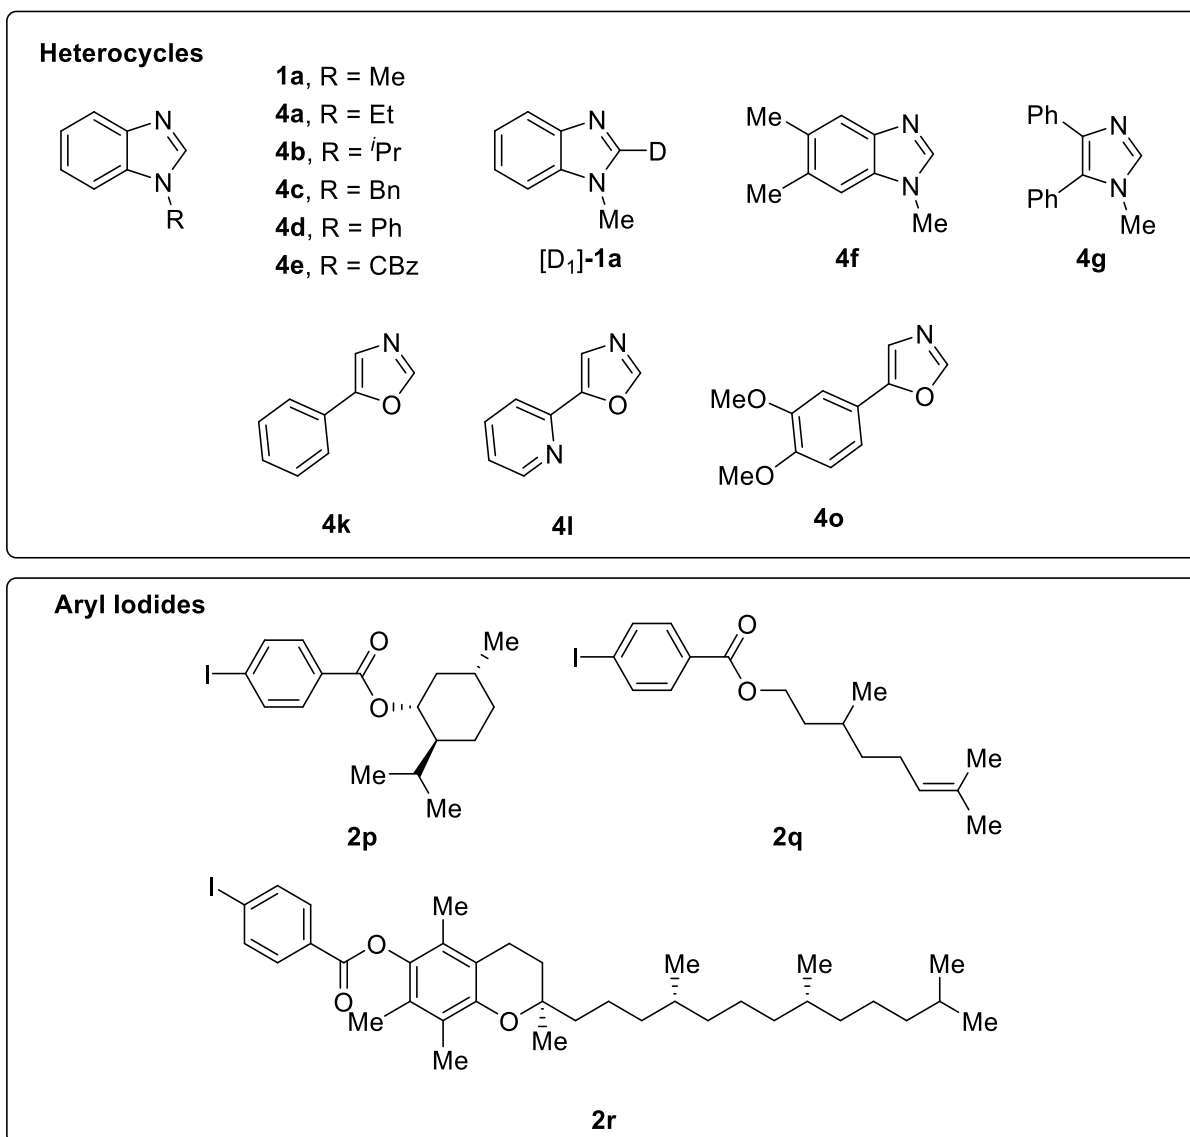 Heterocycles
1a, R = Me
4a, R = Et
4b, R = iPr
4c, R = Bn
4d, R = Ph
4e, R = CBz
N
N
R
N
N
D
Me
[D1]-1a
Me
Me
N
N
Me
4f
Ph
Ph
N
N
Me
4g
N
O
4k
N
O
N
4l
N
O
MeO
MeO
4o
Aryl Iodides
I
O
O
Me
Me
Me
2p
I
O
O
Me
Me
Me
2q
I
O
O
Me
Me
Me
O
Me
Me
Me
Me
Me
2r